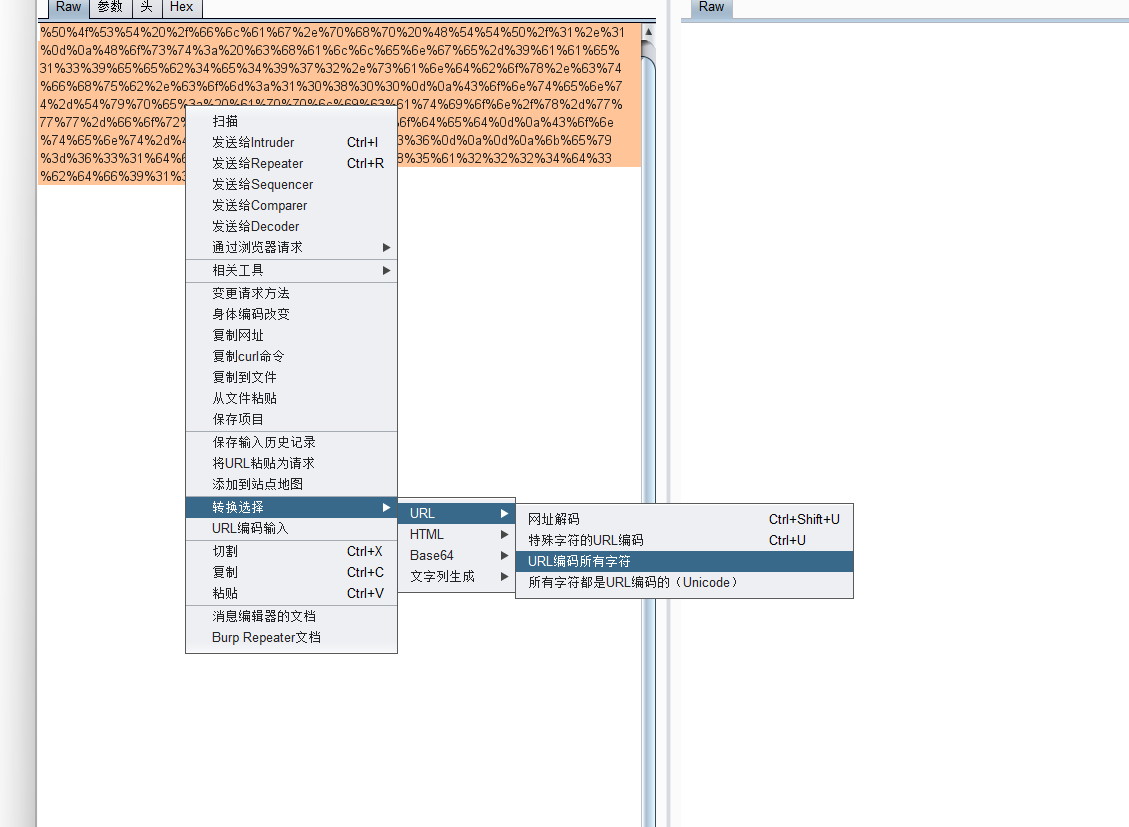 Raw 参数 头 Hex Raw
%50%4f%53%54%20%2f%66%6c%61%67%2e%70%68%70%20%48%54%54%50%2f%31%2e%31
%0d%0a%48%6f%73%74%3a%20%63%68%61%6c%6c%65%6e%67%65%2d%39%61%61%65%
31%33%39%65%65%62%34%65%34%39%37%32%2e%73%61%6e%64%62%6f%78%2e%63%74
%66%68%75%62%2e%63%6f%6d%3a%31%30%38%30%30%0d%0a%43%6f%6e%74%65%6e%7
4%2d%54%79%70%65%3a%20%61%70%70%6c%69%63%61%74%69%6f%6e%2f%78%2d%77%
77%77%2d%66%6f%72% %6f%64%65%64%0d%0a%43%6f%6e
%74%65%6e%74%2d%4 3%36%0d%0a%0d%0a%6b%65%79
%3d%36%33%31%64%6 8%35%61%32%32%32%34%64%33
%62%64%66%39%31%3
扫描
发送给Intruder Ctrl+I
发送给Repeater Ctrl+R
发送给Sequencer
发送给Comparer
发送给Decoder
通过浏览器请求
相关工具
变更请求方法
身体编码改变
复制网址
复制curl命令
复制到文件
从文件粘贴
保存项目
保存输入历史记录
将URL粘贴为请求
添加到站点地图
转换选择
URL编码输入
切割 Ctrl+X
复制 Ctrl+C
粘贴 Ctrl+V
消息编辑器的文档
Burp Repeater文档
URL
HTML
Base64
文字列生成
网址解码 Ctrl+Shift+U
特殊字符的URL编码 Ctrl+U
URL编码所有字符
所有字符都是URL编码的（Unicode）